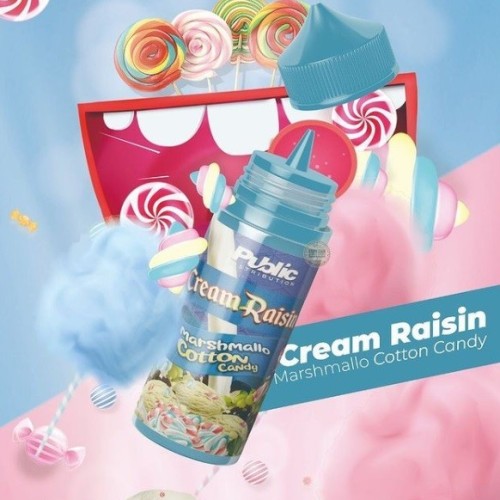 Public
DISTRIBUTION
Cream Raisin
Marshmallo
COTTON
CANDY
Cream Raisin
Marshmallo Cotton Candy